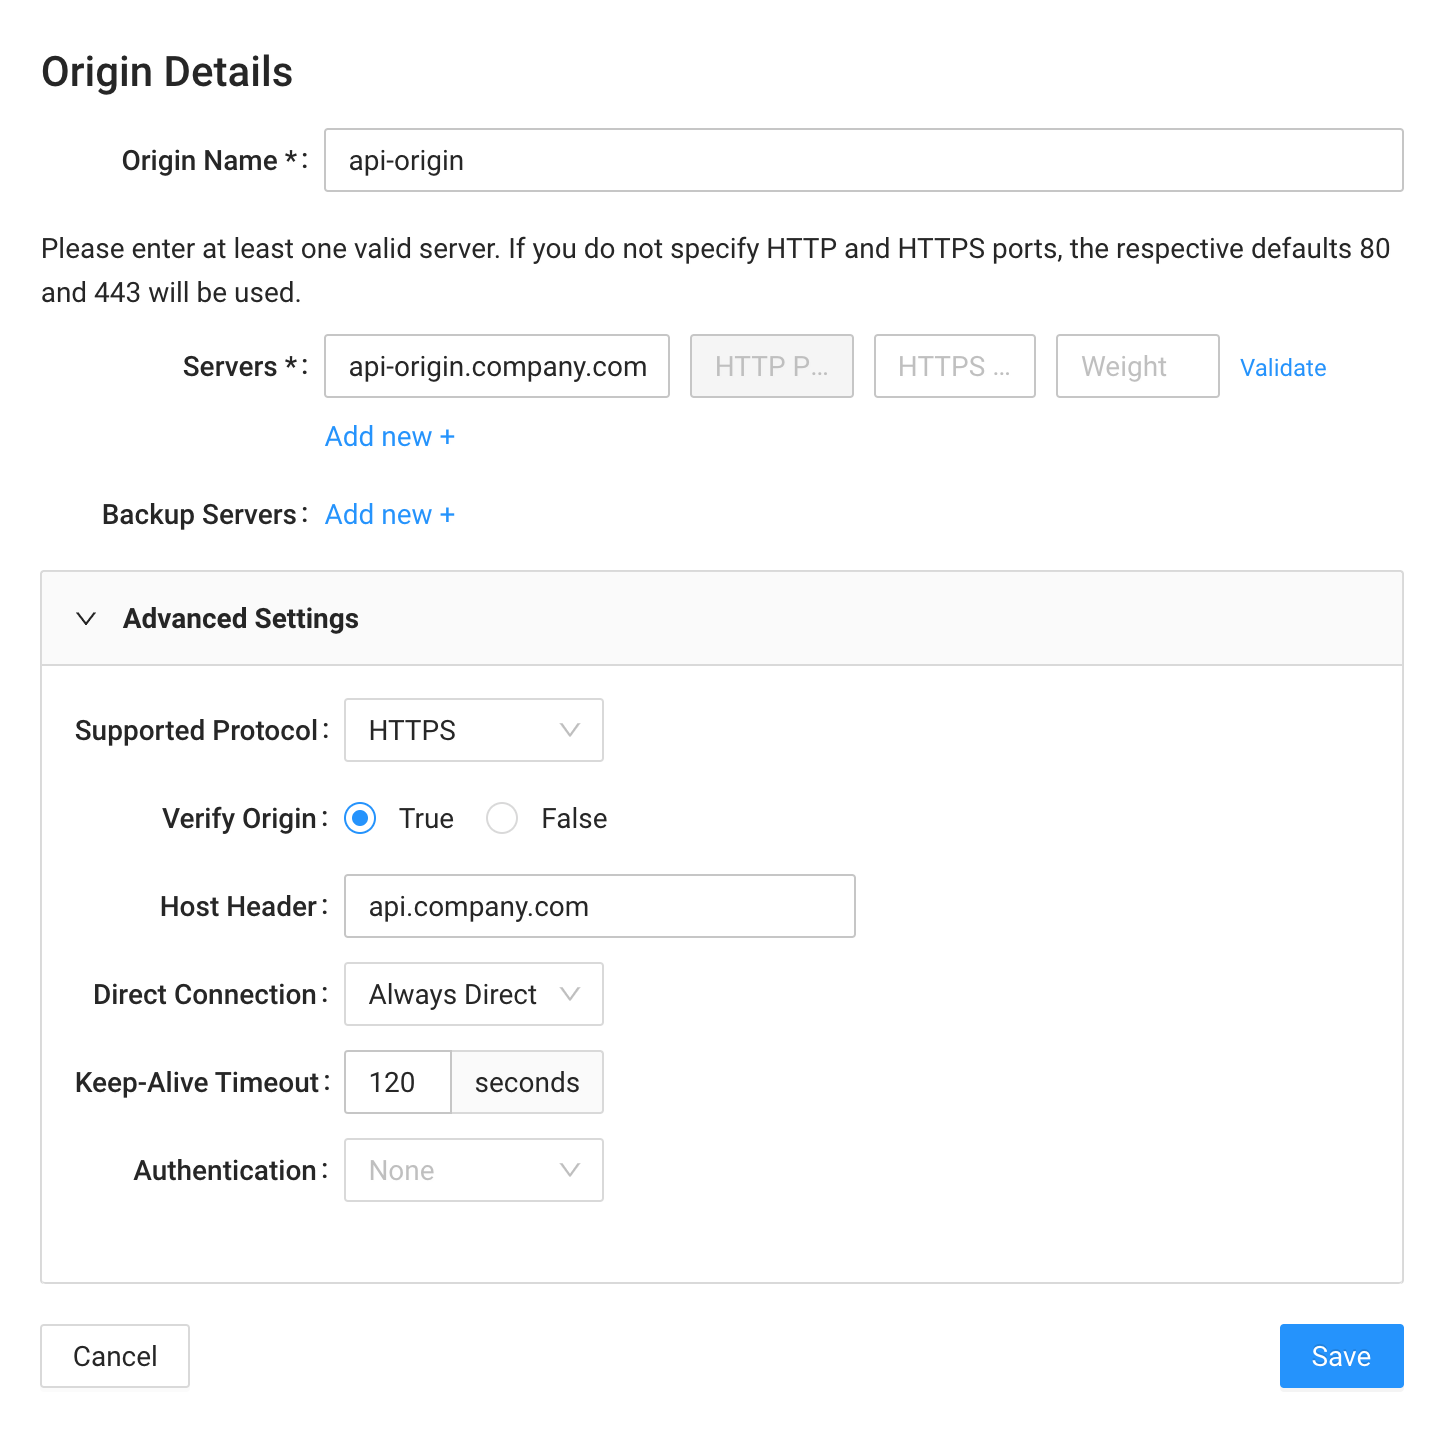 Origin Details
Origin Name *: api-origin
Please enter at least one valid server. If you do not specify HTTP and HTTPS ports, the respective defaults 80
and 443 will be used.
Servers *: api-origin.company.com HTTP P... HTTPS ... Weight Validate
Add new +
Backup Servers: Add new +
Advanced Settings
Supported Protocol: HTTPS
Verify Origin: True False
Host Header: api.company.com
Direct Connection: Always Direct
Keep-Alive Timeout: 120 seconds
Authentication: None
Cancel Save